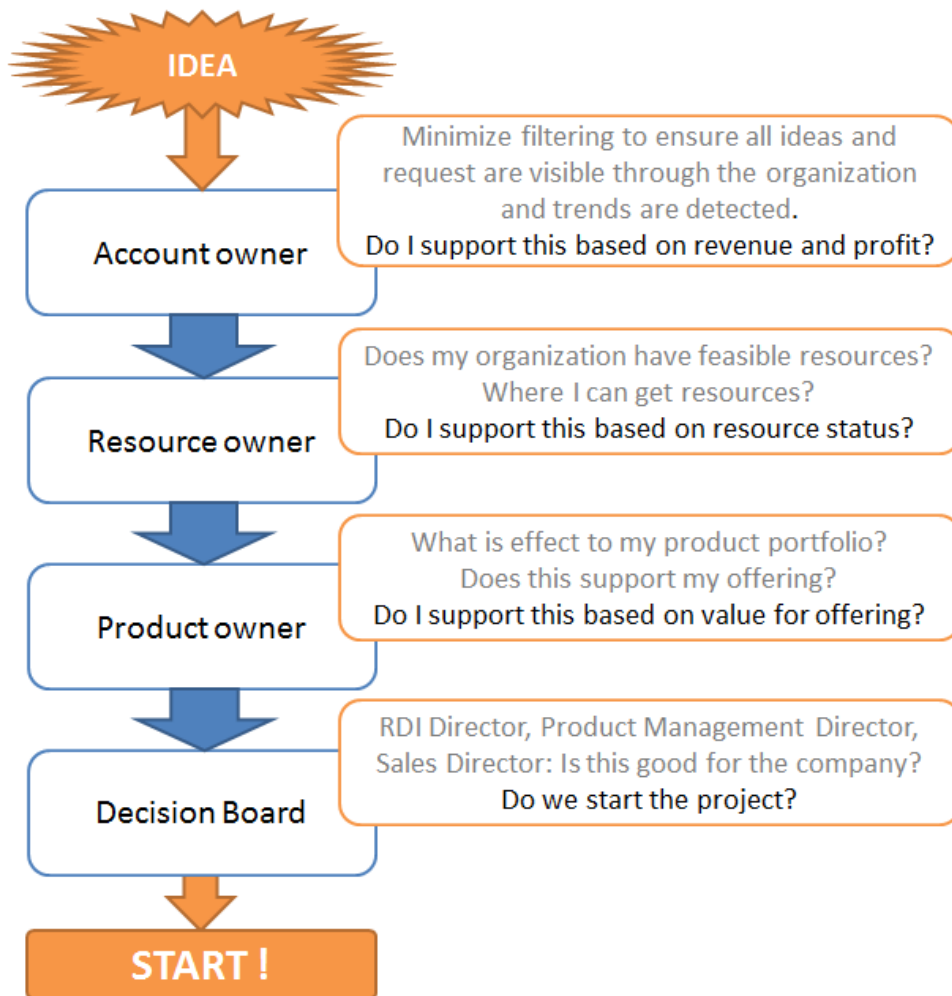 IDEA
Minimize filtering to ensure all ideas and
request are visible through the organization
and trends are detected.
Do I support this based on revenue and profit?
Account owner
Does my organization have feasible resources?
Where I can get resources?
Do I support this based on resource status?
Resource owner
What is effect to my product portfolio?
Does this support my offering?
Do I support this based on value for offering?
Product owner
RDI Director, Product Management Director,
Sales Director: Is this good for the company?
Do we start the project?
Decision Board
START !